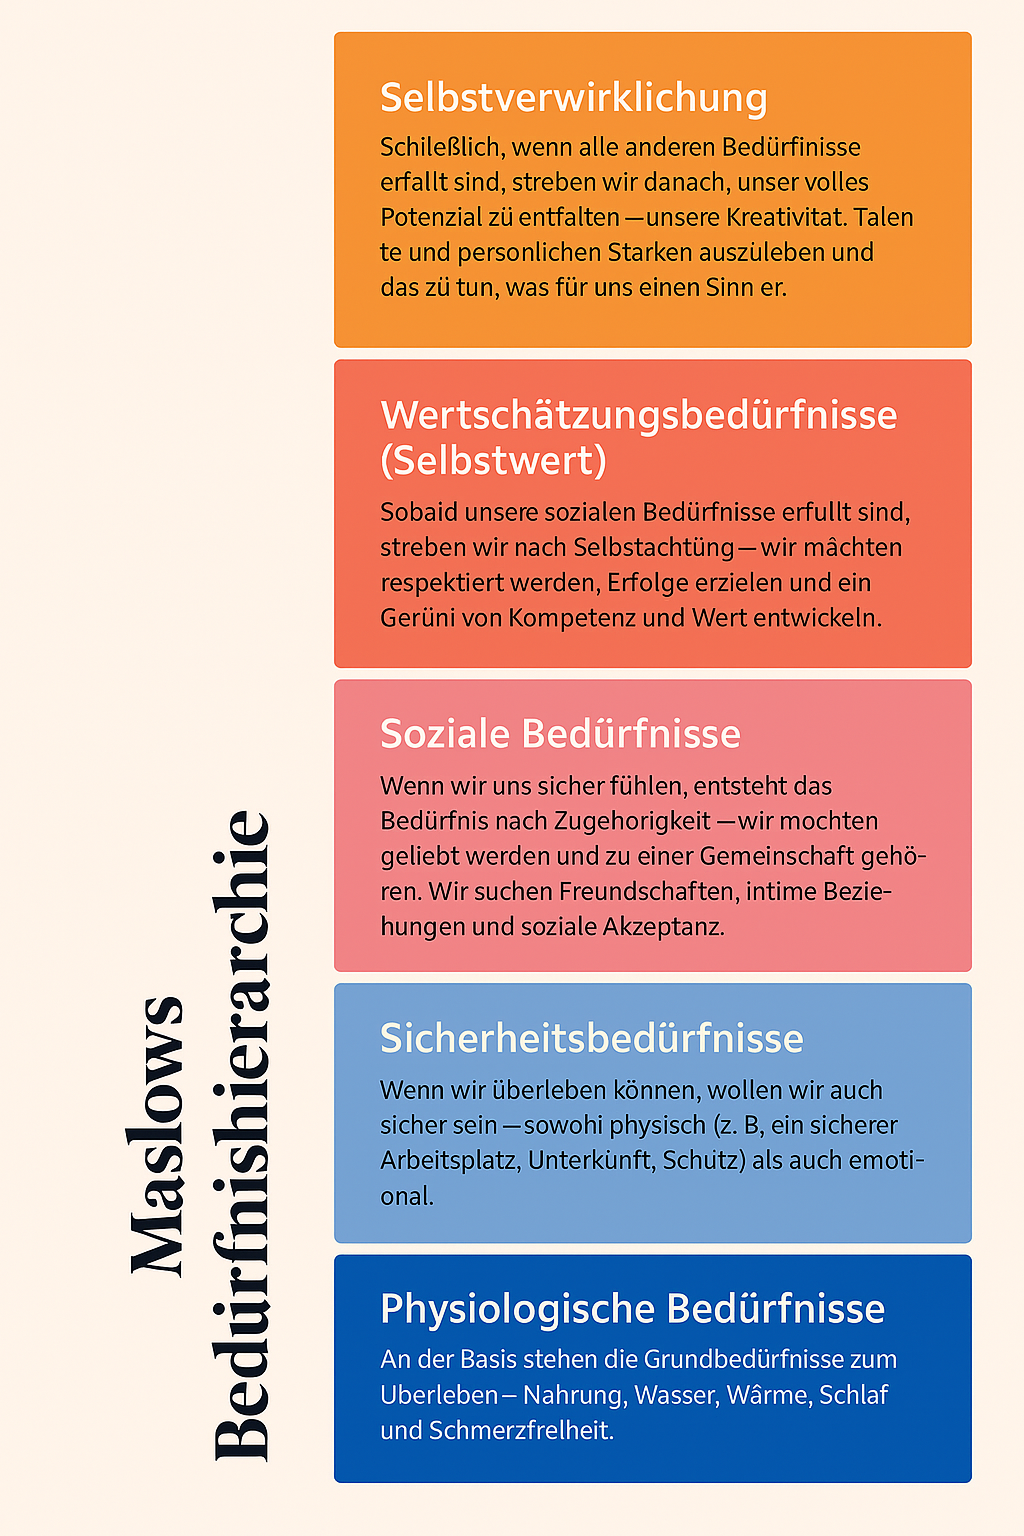 Maslows
Bedürfnishierarchie
Selbstverwirklichung
Schileßlich, wenn alle anderen Bedürfinisse
erfallt sind, streben wir danach, unser volles
Potenzial zü entfalten —unsere Kreativitat. Talen
te und personlichen Starken auszuleben und
das zü tun, was für uns einen Sinn er.
Wertschätzungsbedürfnisse
(Selbstwert)
Sobaid unsere sozialen Bedürfnisse erfullt sind,
streben wir nach Selbstachtüng— wir mâchten
respektiert werden, Erfolge erzielen und ein
Gerüni von Kompetenz und Wert entwickeln.
Soziale Bedürfnisse
Wenn wir uns sicher fühlen, entsteht das
Bedürfnis nach Zugehorigkeit —wir mochten
geliebt werden und zu einer Gemeinschaft gehö-
ren. Wir suchen Freundschaften, intime Bezie-
hungen und soziale Akzeptanz.
Sicherheitsbedürfnisse
Wenn wir überleben können, wollen wir auch
sicher sein —sowohi physisch (z. B, ein sicherer
Arbeitsplatz, Unterku̇nft, Schutz) als auch emoti-
onal.
Physiologische Bedürfnisse
An der Basis stehen die Grundbedürfnisse zum
Uberleben— Nahrung, Wasser, Wârme, Schlaf
und Schmerzfrelheit.